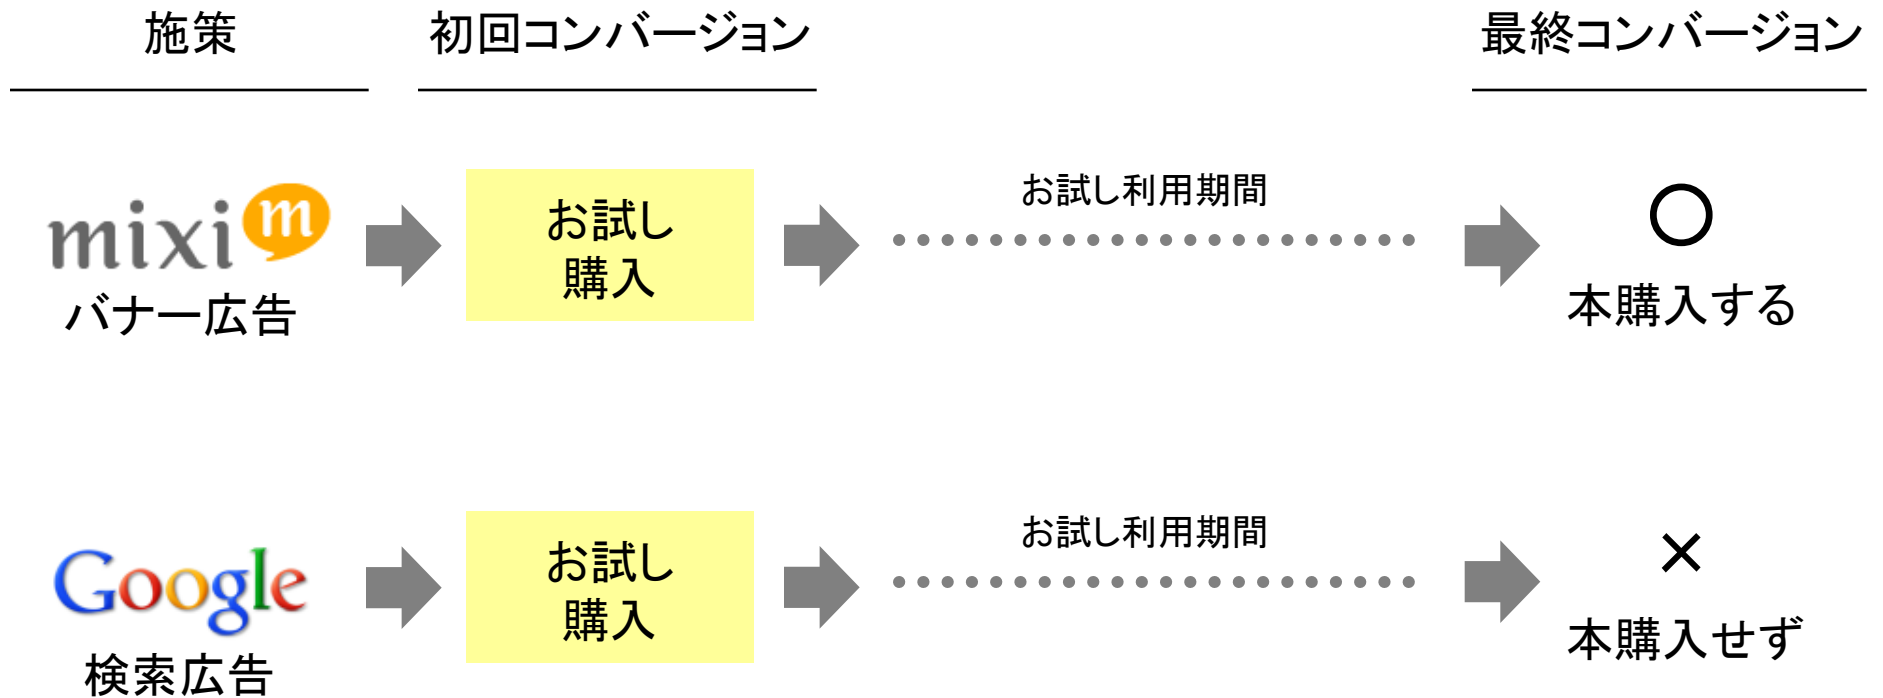 施策
初回コンバージョン
最終コンバージョン
mixi m
バナー広告
お試し
購入
お試し利用期間
○
本購入する
Google
検索広告
お試し
購入
お試し利用期間
×
本購入せず